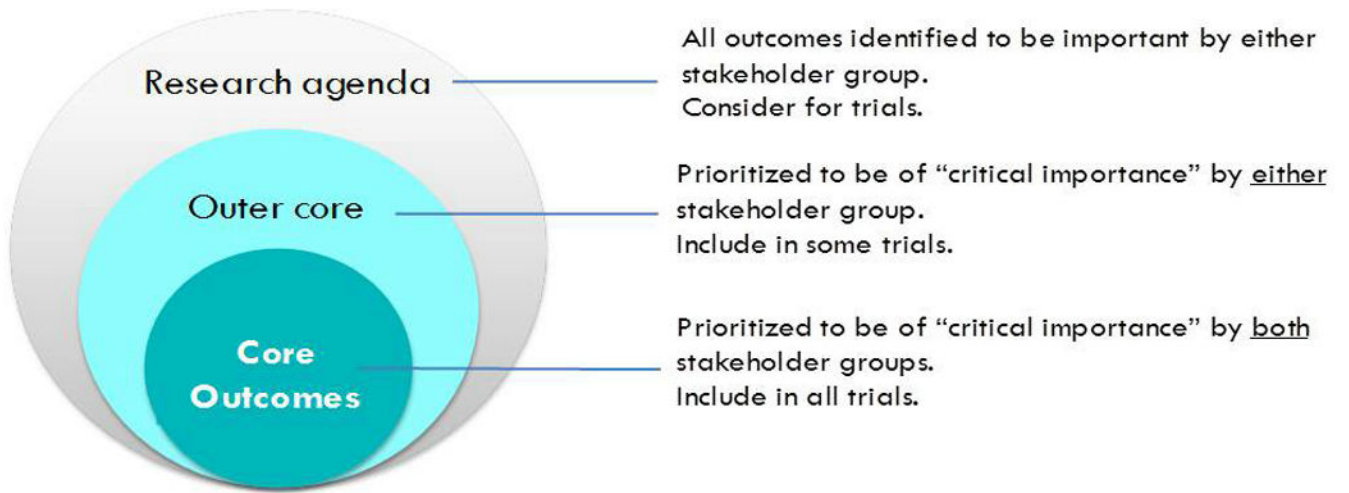 Research agenda
All outcomes identified to be important by either
stakeholder group.
Consider for trials.
Outer core
Prioritized to be of “critical importance” by either
stakeholder group.
Include in some trials.
Core
Outcomes
Prioritized to be of “critical importance” by both
stakeholder groups.
Include in all trials.